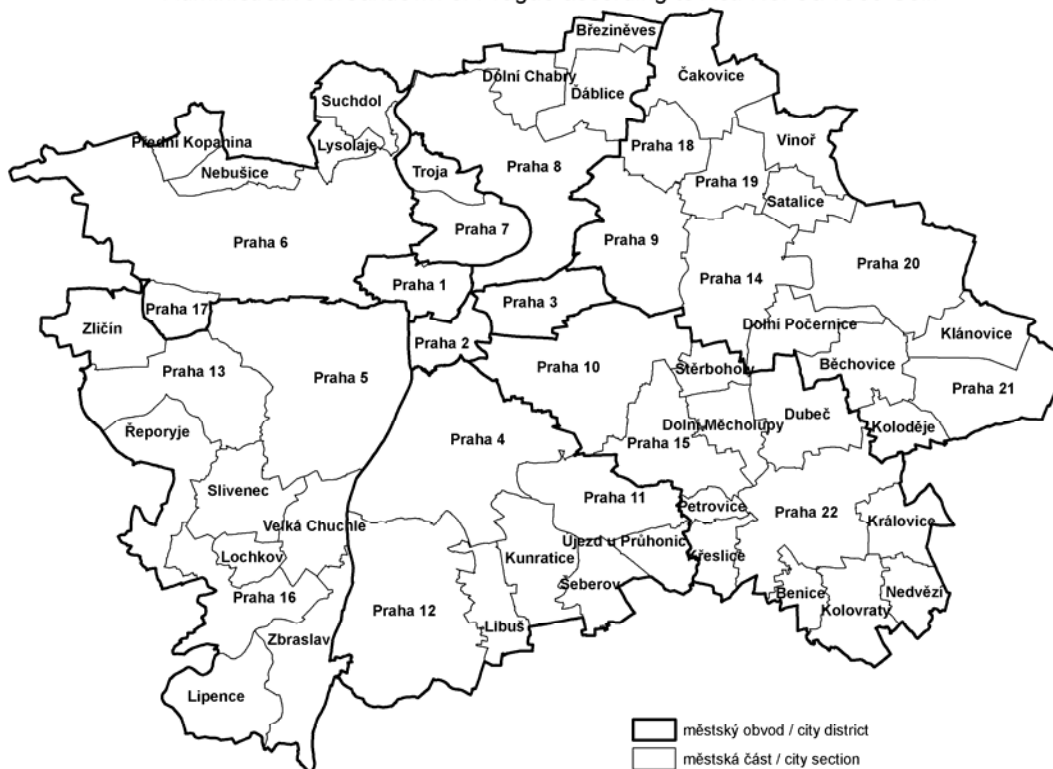 Březiněves
Dolní Chabry
Ďáblice
Čakovice
Suchdol
Přední Kopanina
Lysolaje
Nebušice
Troja
Praha 8
Praha 18
Vinoř
Praha 19
Satalice
Praha 6
Praha 7
Praha 9
Praha 14
Praha 20
Praha 1
Praha 3
Praha 17
Zličín
Praha 2
Dolní Počernice
Klánovice
Praha 13
Praha 5
Praha 10
Štěrboholy
Běchovice
Praha 21
Řeporyje
Praha 4
Dolní Měcholupy
Dubeč
Koloděje
Praha 15
Slivenec
Praha 11
Petrovice
Praha 22
Královice
Velká Chuchle
Lochkov
Kunratice
Újezd u Průhonic
Křeslice
Šeberov
Benice
Nedvězí
Kolovraty
Praha 16
Praha 12
Libuš
Zbraslav
Lipence
městský obvod / city district
městská část / city section